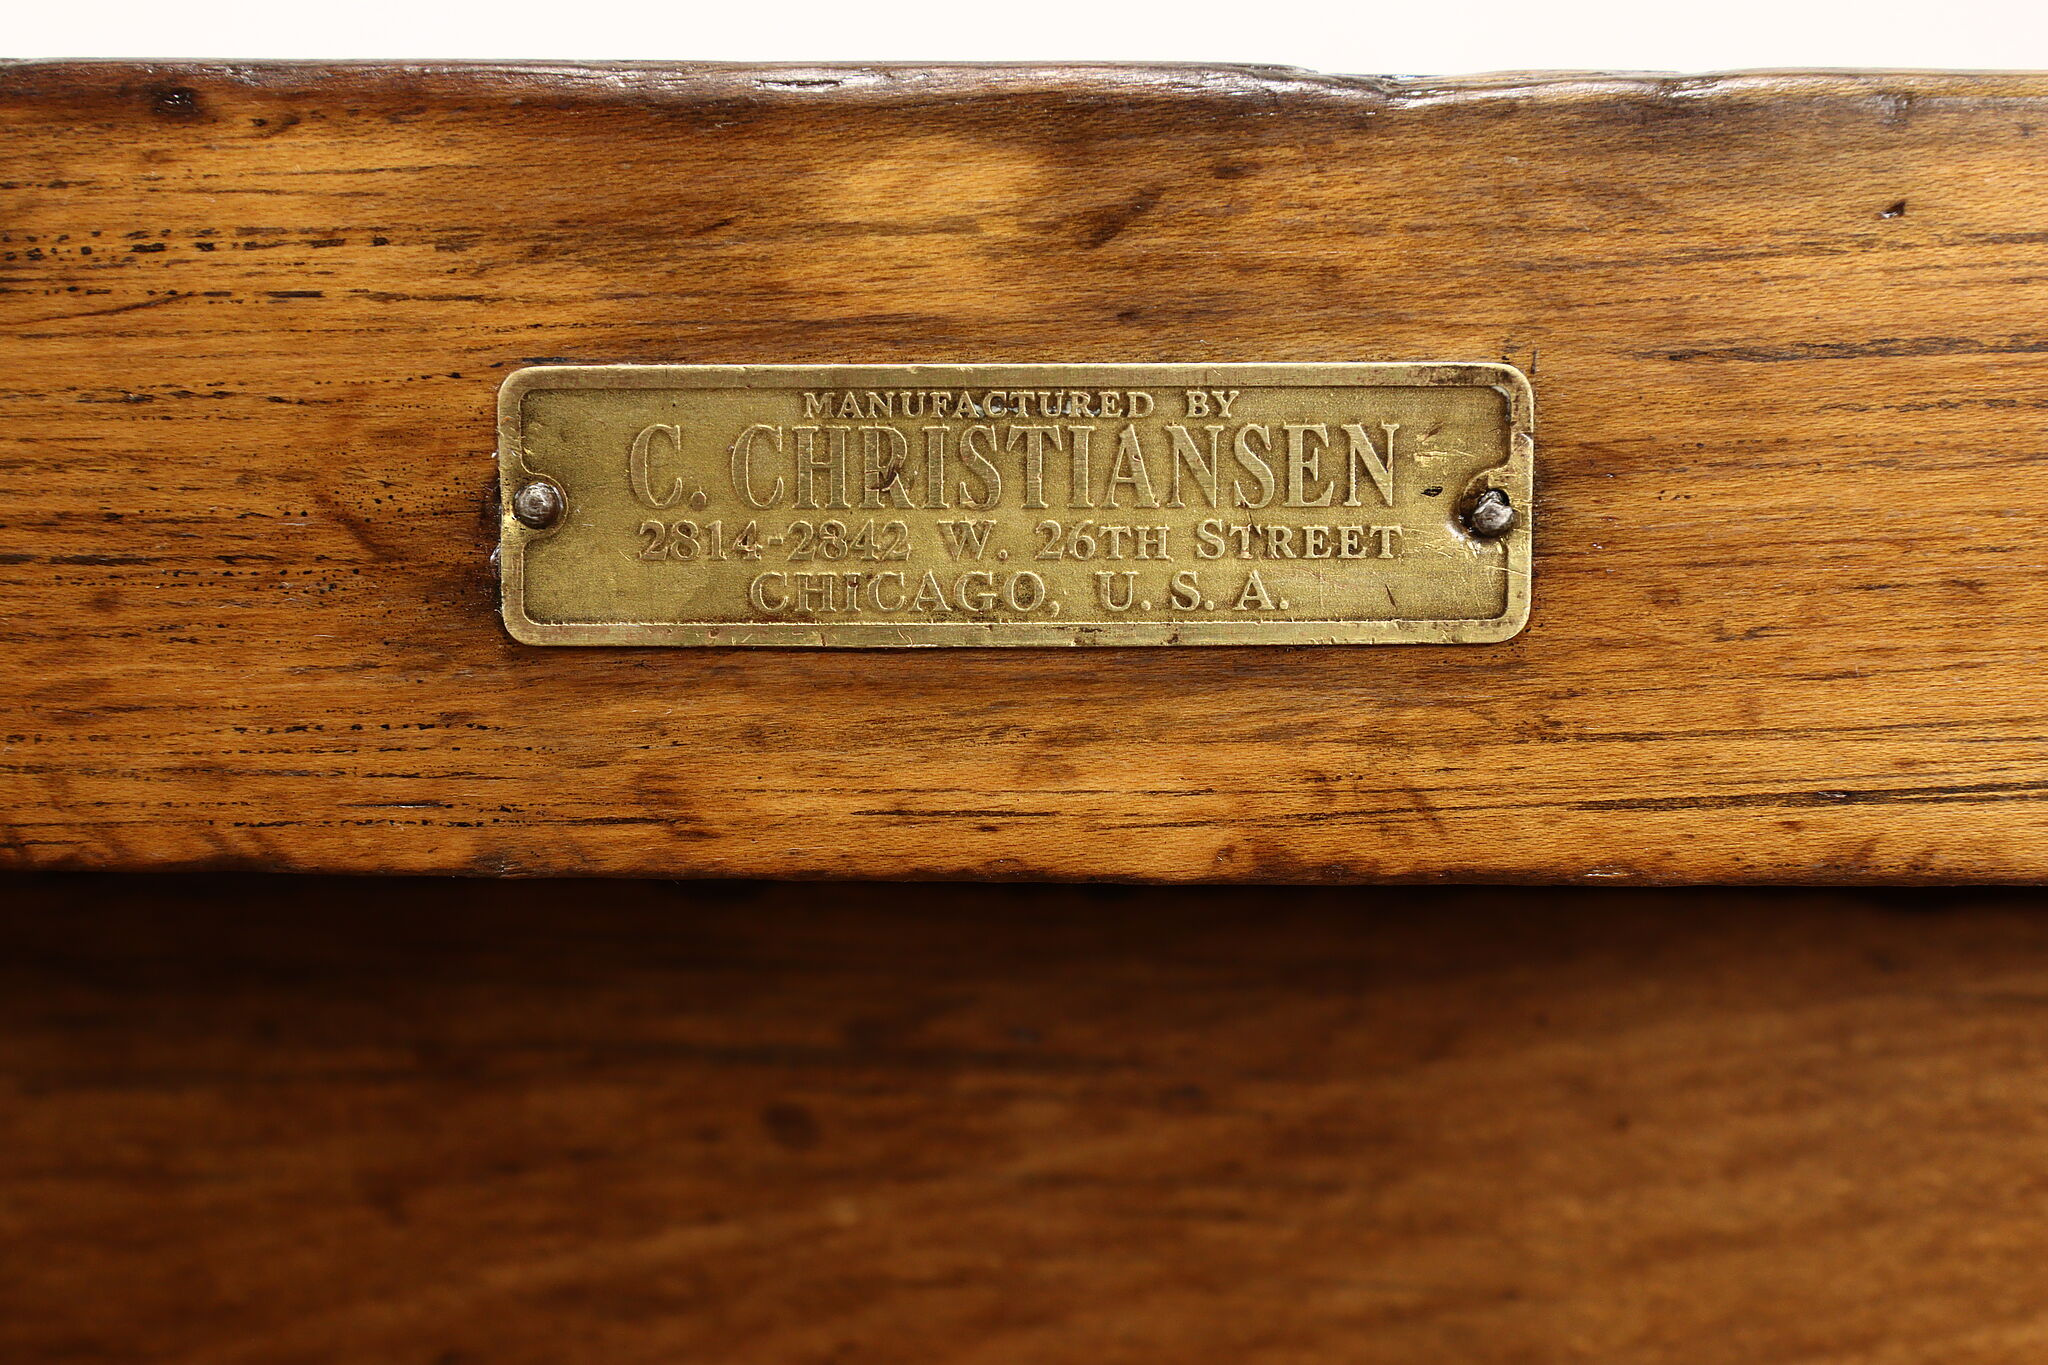 MANUFACTURED BY
C. CHRISTIANSEN
2814-2842 W. 26TH STREET
CHICAGO, U.S.A.